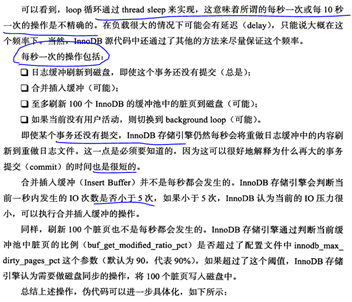 可以看到，loop 循环通过 thread sleep 来实现，这意味着所谓的每秒一次或每 10 秒
一次的操作是不精确的。在负载很大的情况下可能会有延迟（delay），只能说大概在这
个频率下。当然，InnoDB 源代码中还通过了其他的方法来尽量保证这个频率。
每秒一次的操作包括：
❑ 日志缓冲刷新到磁盘，即使这个事务还没有提交（总是）；
❑ 合并插入缓冲（可能）；
❑ 至多刷新 100 个 InnoDB 的缓冲池中的脏页到磁盘（可能）；
❑ 如果当前没有用户活动，则切换到 background loop（可能）。
即使某个事务还没有提交，InnoDB 存储引擎仍然每秒会将重做日志缓冲中的内容刷新
到重做日志文件。这一点是必须要知道的，因为这可以很好地解释为什么再大的事务
提交（commit）的时间也是很短的。
合并插入缓冲（Insert Buffer）并不是每秒都会发生的。InnoDB 存储引擎会判断当
前一秒内发生的 IO 次数是否小于 5 次，如果小于 5 次，InnoDB 认为当前的 IO 压力很
小，可以执行合并插入缓冲的操作。
同样，刷新 100 个脏页也不是每秒都会发生的。InnoDB 存储引擎通过判断当前缓
冲池中脏页的比例（buf_get_modified_ratio_pct）是否超过了配置文件中 innodb_max_
dirty_pages_pct 这个参数（默认为 90，代表 90%），如果超过了这个阈值，InnoDB 存储
引擎认为需要做磁盘同步的操作，将 100 个脏页写入磁盘中。
总结上述操作，伪代码可以进一步具体化，如下所示：